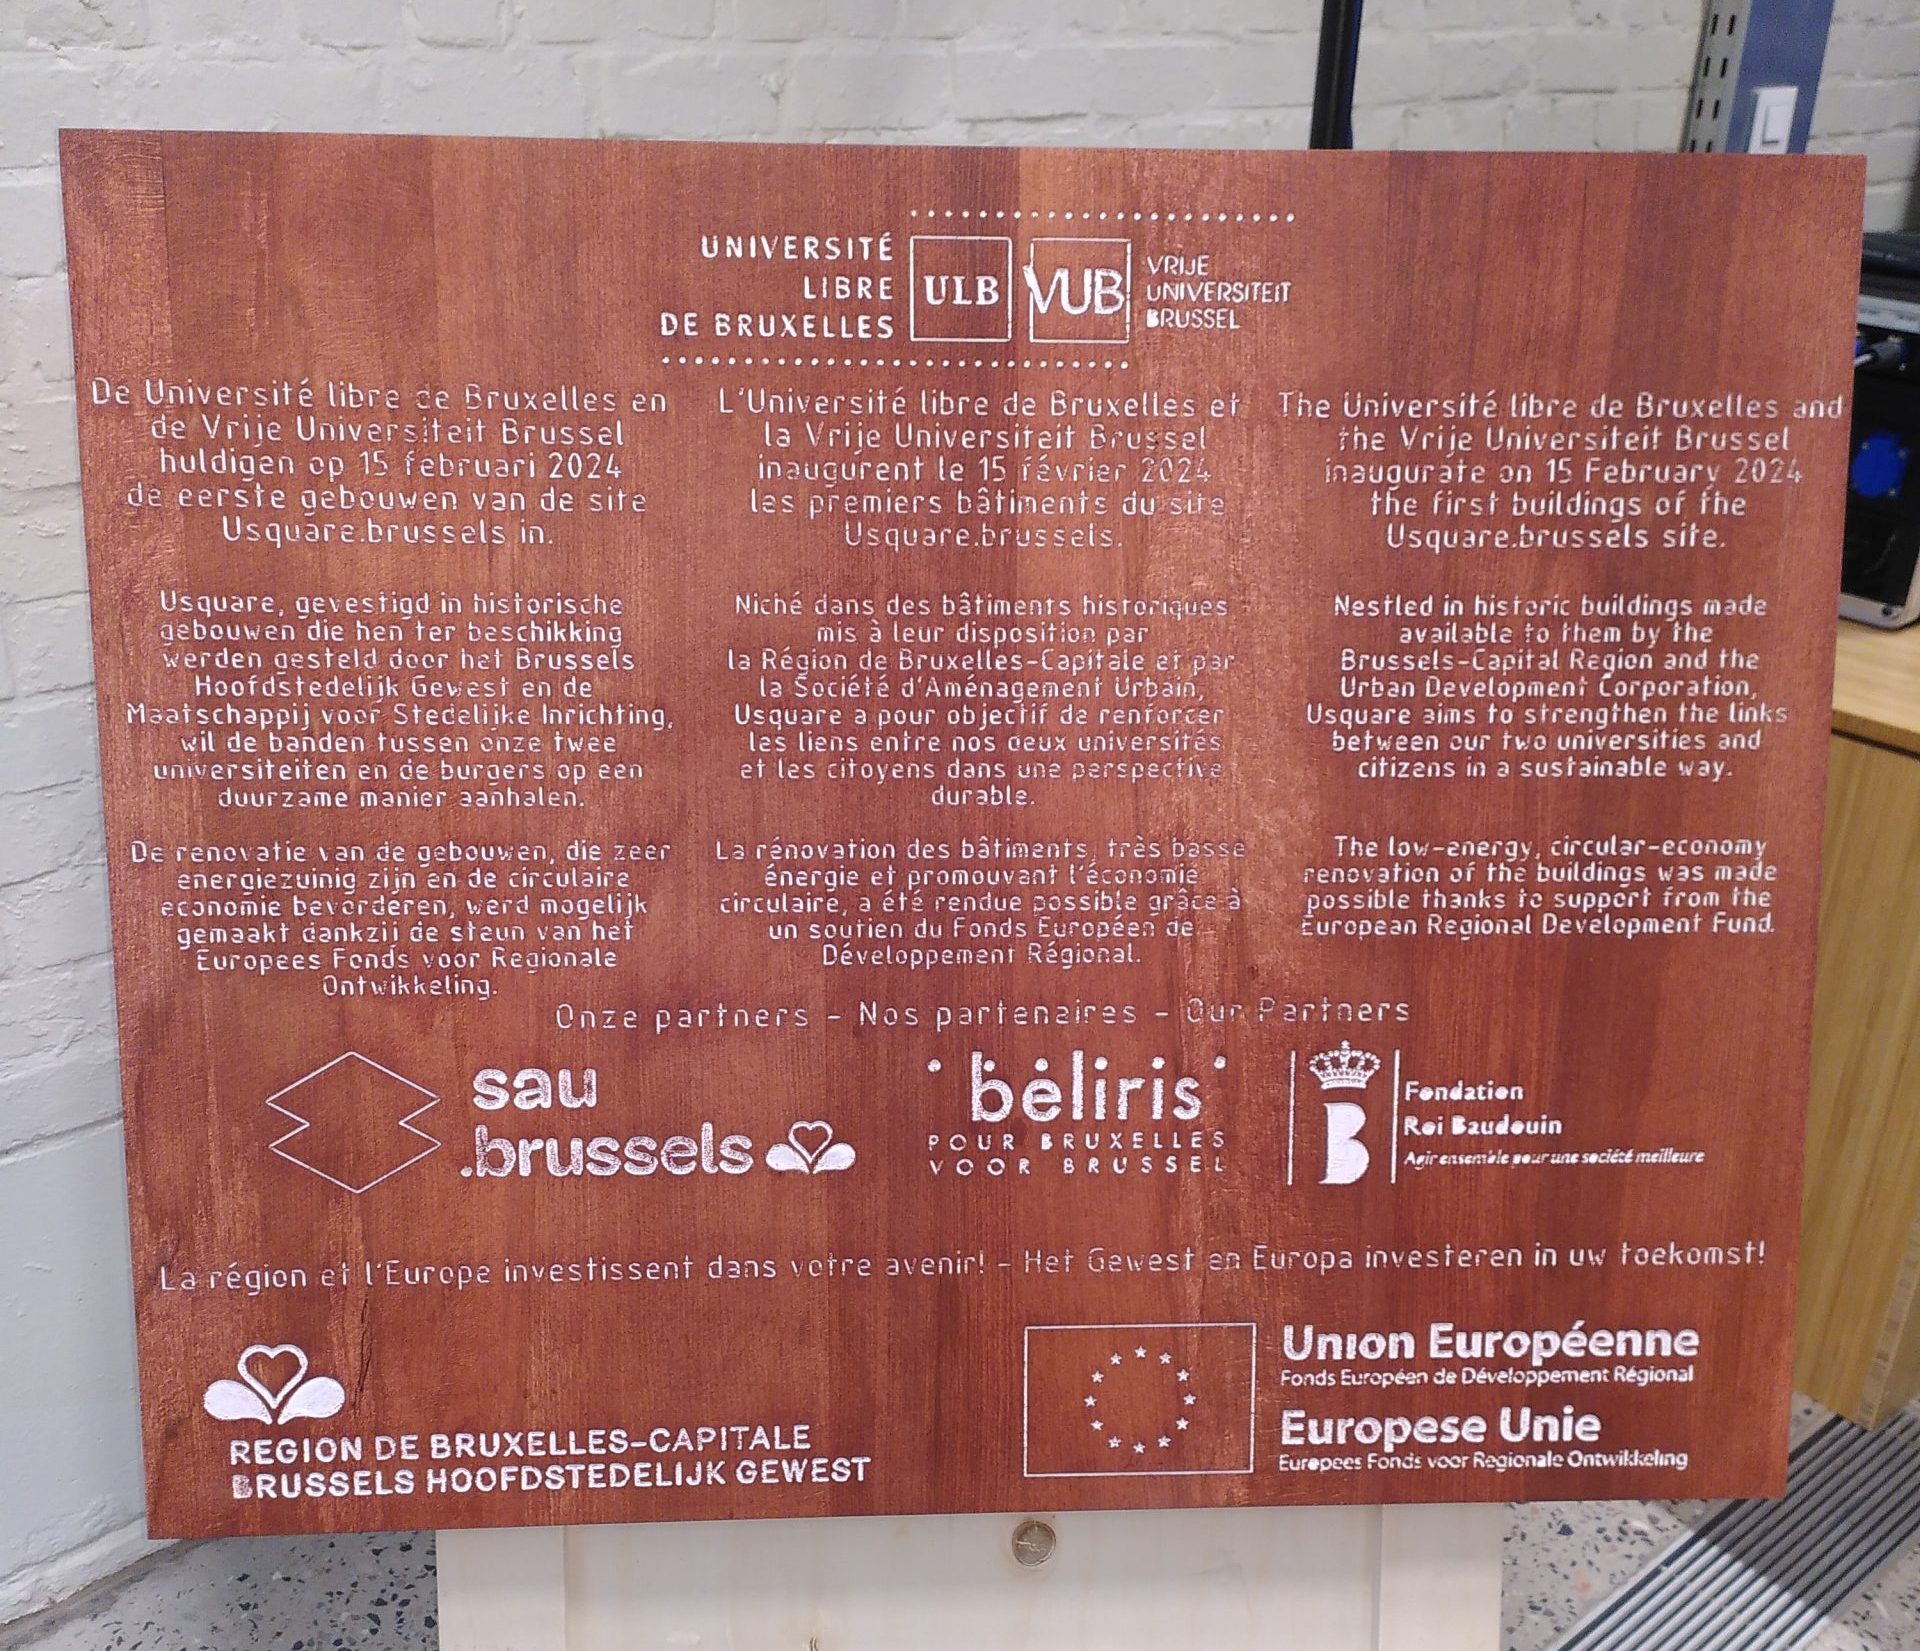 UNIVERSITÉ
LIBRE
DE BRUXELLES
ULB
VUB
VRIJE
UNIVERSITEIT
BRUSSEL
De Université libre de Bruxelles en
de Vrije Universiteit Brussel
huldigen op 15 februari 2024
de eerste gebouwen van de site
Usquare.brussels in.
Usquare, gevestigd in historische
gebouwen die hen ter beschikking
werden gesteld door het Brussels
Hoofdstedelijk Gewest en de
Maatschappij voor Stedelijke Inrichting,
wil de banden tussen onze twee
universiteiten en de burgers op een
duurzame manier aanhalen.
De renovatie van de gebouwen, die zeer
energiezuinig zijn en de circulaire
economie bevorderen, werd mogelijk
gemaakt dankzij de steun van het
Europees Fonds voor Regionale
Ontwikkeling.
L'Université libre de Bruxelles et
la Vrije Universiteit Brussel
inaugurent le 15 février 2024
les premiers bâtiments du site
Usquare.brussels.
Niché dans des bâtiments historiques
mis à leur disposition par
la Région de Bruxelles-Capitale et par
la Société d'Aménagement Urbain,
Usquare a pour objectif de renforcer
les liens entre nos deux universités
et les citoyens dans une perspective
durable.
La rénovation des bâtiments, très basse
énergie et promouvant l'économie
circulaire, a été rendue possible grâce à
un soutien du Fonds Européen de
Développement Régional.
The Université libre de Bruxelles and
the Vrije Universiteit Brussel
inaugurate on 15 February 2024
the first buildings of the
Usquare.brussels site.
Nestled in historic buildings made
available to them by the
Brussels-Capital Region and the
Urban Development Corporation,
Usquare aims to strengthen the links
between our two universities and
citizens in a sustainable way.
The low-energy, circular-economy
renovation of the buildings was made
possible thanks to support from the
European Regional Development Fund.
Onze partners - Nos partenaires - Our Partners
sau
.brussels
beliris
POUR BRUXELLES
VOOR BRUSSEL
B
Fondation
Roi Baudouin
Agir ensemble pour une société meilleure
La région et l'Europe investissent dans votre avenir! - Het Gewest en Europa investeren in uw toekomst!
REGION DE BRUXELLES-CAPITALE
BRUSSELS HOOFDSTEDELIJK GEWEST
Union Européenne
Fonds Européen de Développement Régional
Europese Unie
Europees Fonds voor Regionale Ontwikkeling